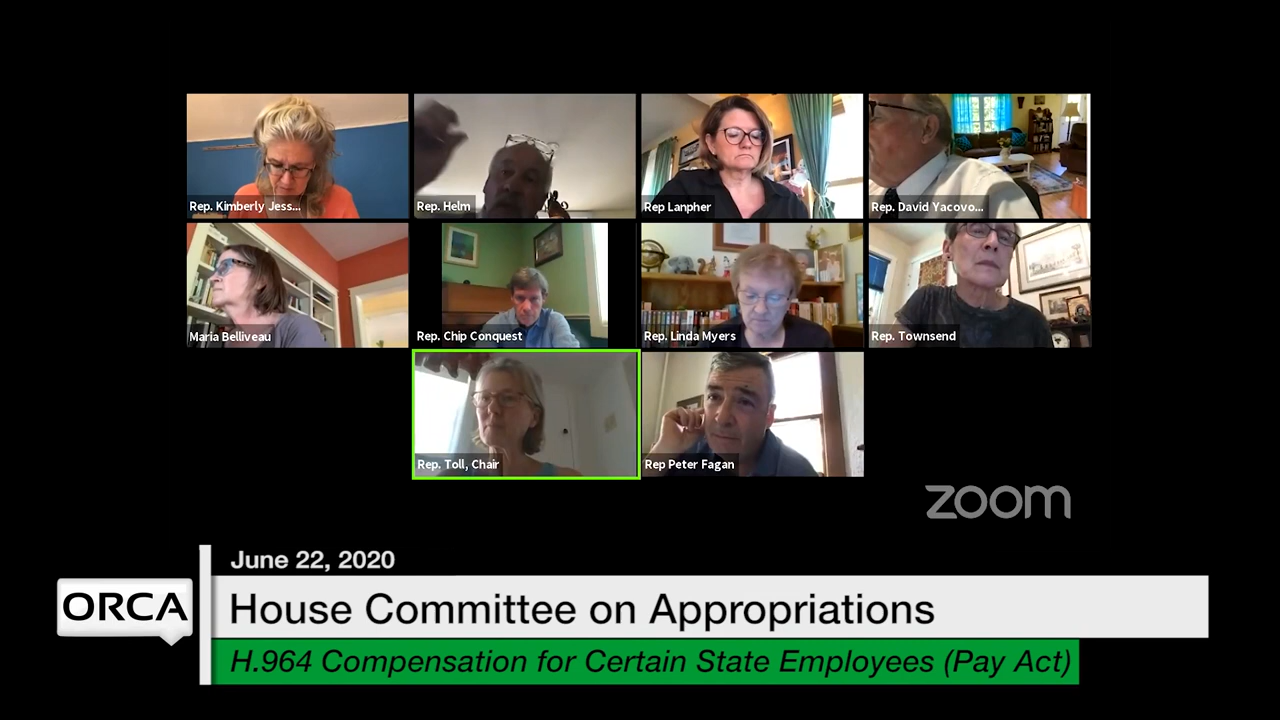 Rep. Kimberly Jess...
Rep. Helm
Rep Lanpher
Rep. David Yacovo...
Maria Belliveau
Rep. Chip Conquest
Rep. Linda Myers
Rep. Townsend
Rep. Toll, Chair
Rep Peter Fagan
zoom
June 22, 2020
ORCA
House Committee on Appropriations
H.964 Compensation for Certain State Employees (Pay Act)